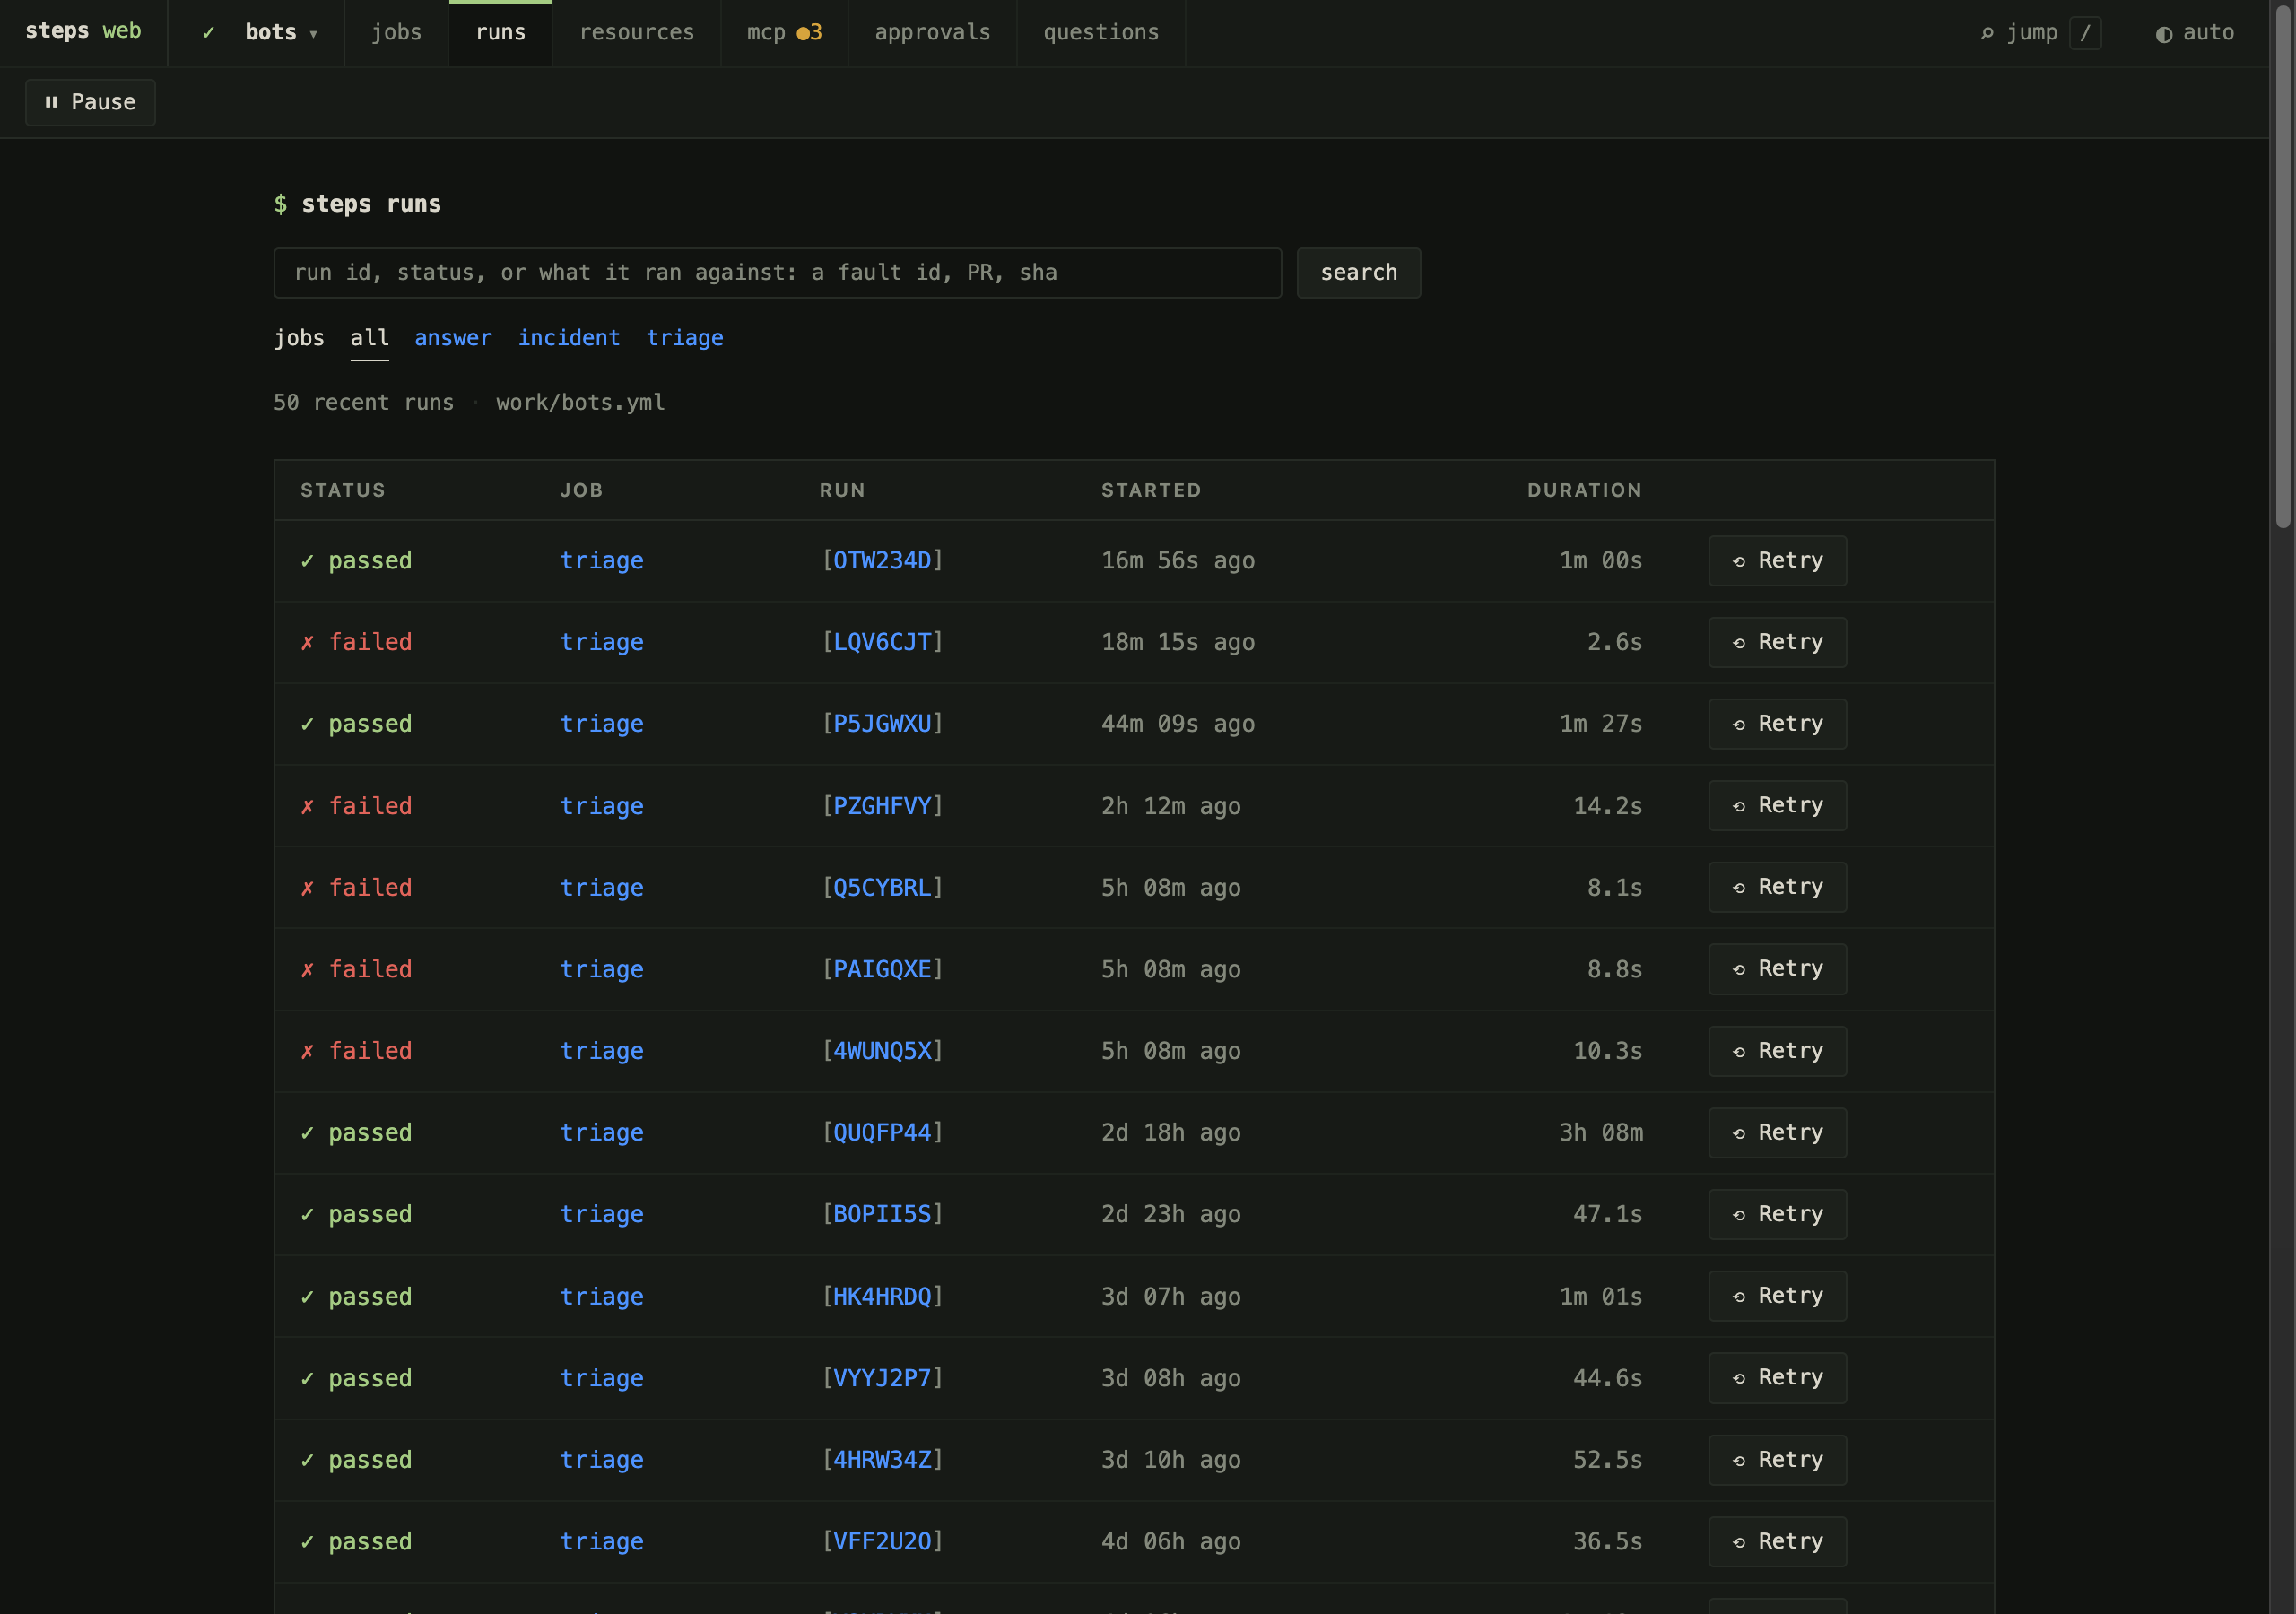 steps web ✓ bots ▾ jobs runs resources mcp ●3 approvals questions jump / auto
Pause
$ steps runs
run id, status, or what it ran against: a fault id, PR, sha search
jobs all answer incident triage
50 recent runs · work/bots.yml
STATUS JOB RUN STARTED DURATION
✓ passed triage [OTW234D] 16m 56s ago 1m 00s Retry
✗ failed triage [LQV6CJT] 18m 15s ago 2.6s Retry
✓ passed triage [P5JGWXU] 44m 09s ago 1m 27s Retry
✗ failed triage [PZGHFVY] 2h 12m ago 14.2s Retry
✗ failed triage [Q5CYBRL] 5h 08m ago 8.1s Retry
✗ failed triage [PAIGQXE] 5h 08m ago 8.8s Retry
✗ failed triage [4WUNQ5X] 5h 08m ago 10.3s Retry
✓ passed triage [QUQFP44] 2d 18h ago 3h 08m Retry
✓ passed triage [BOPII5S] 2d 23h ago 47.1s Retry
✓ passed triage [HK4HRDQ] 3d 07h ago 1m 01s Retry
✓ passed triage [VYYJ2P7] 3d 08h ago 44.6s Retry
✓ passed triage [4HRW34Z] 3d 10h ago 52.5s Retry
✓ passed triage [VFF2U2O] 4d 06h ago 36.5s Retry